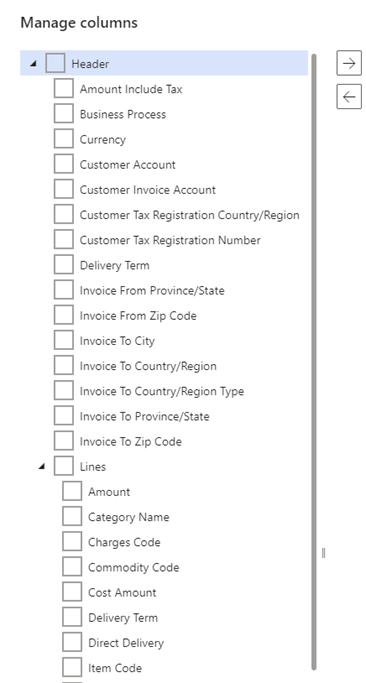 Manage columns
Header
Amount Include Tax
Business Process
Currency
Customer Account
Customer Invoice Account
Customer Tax Registration Country/Region
Customer Tax Registration Number
Delivery Term
Invoice From Province/State
Invoice From Zip Code
Invoice To City
Invoice To Country/Region
Invoice To Country/Region Type
Invoice To Province/State
Invoice To Zip Code
Lines
Amount
Category Name
Charges Code
Commodity Code
Cost Amount
Delivery Term
Direct Delivery
Item Code